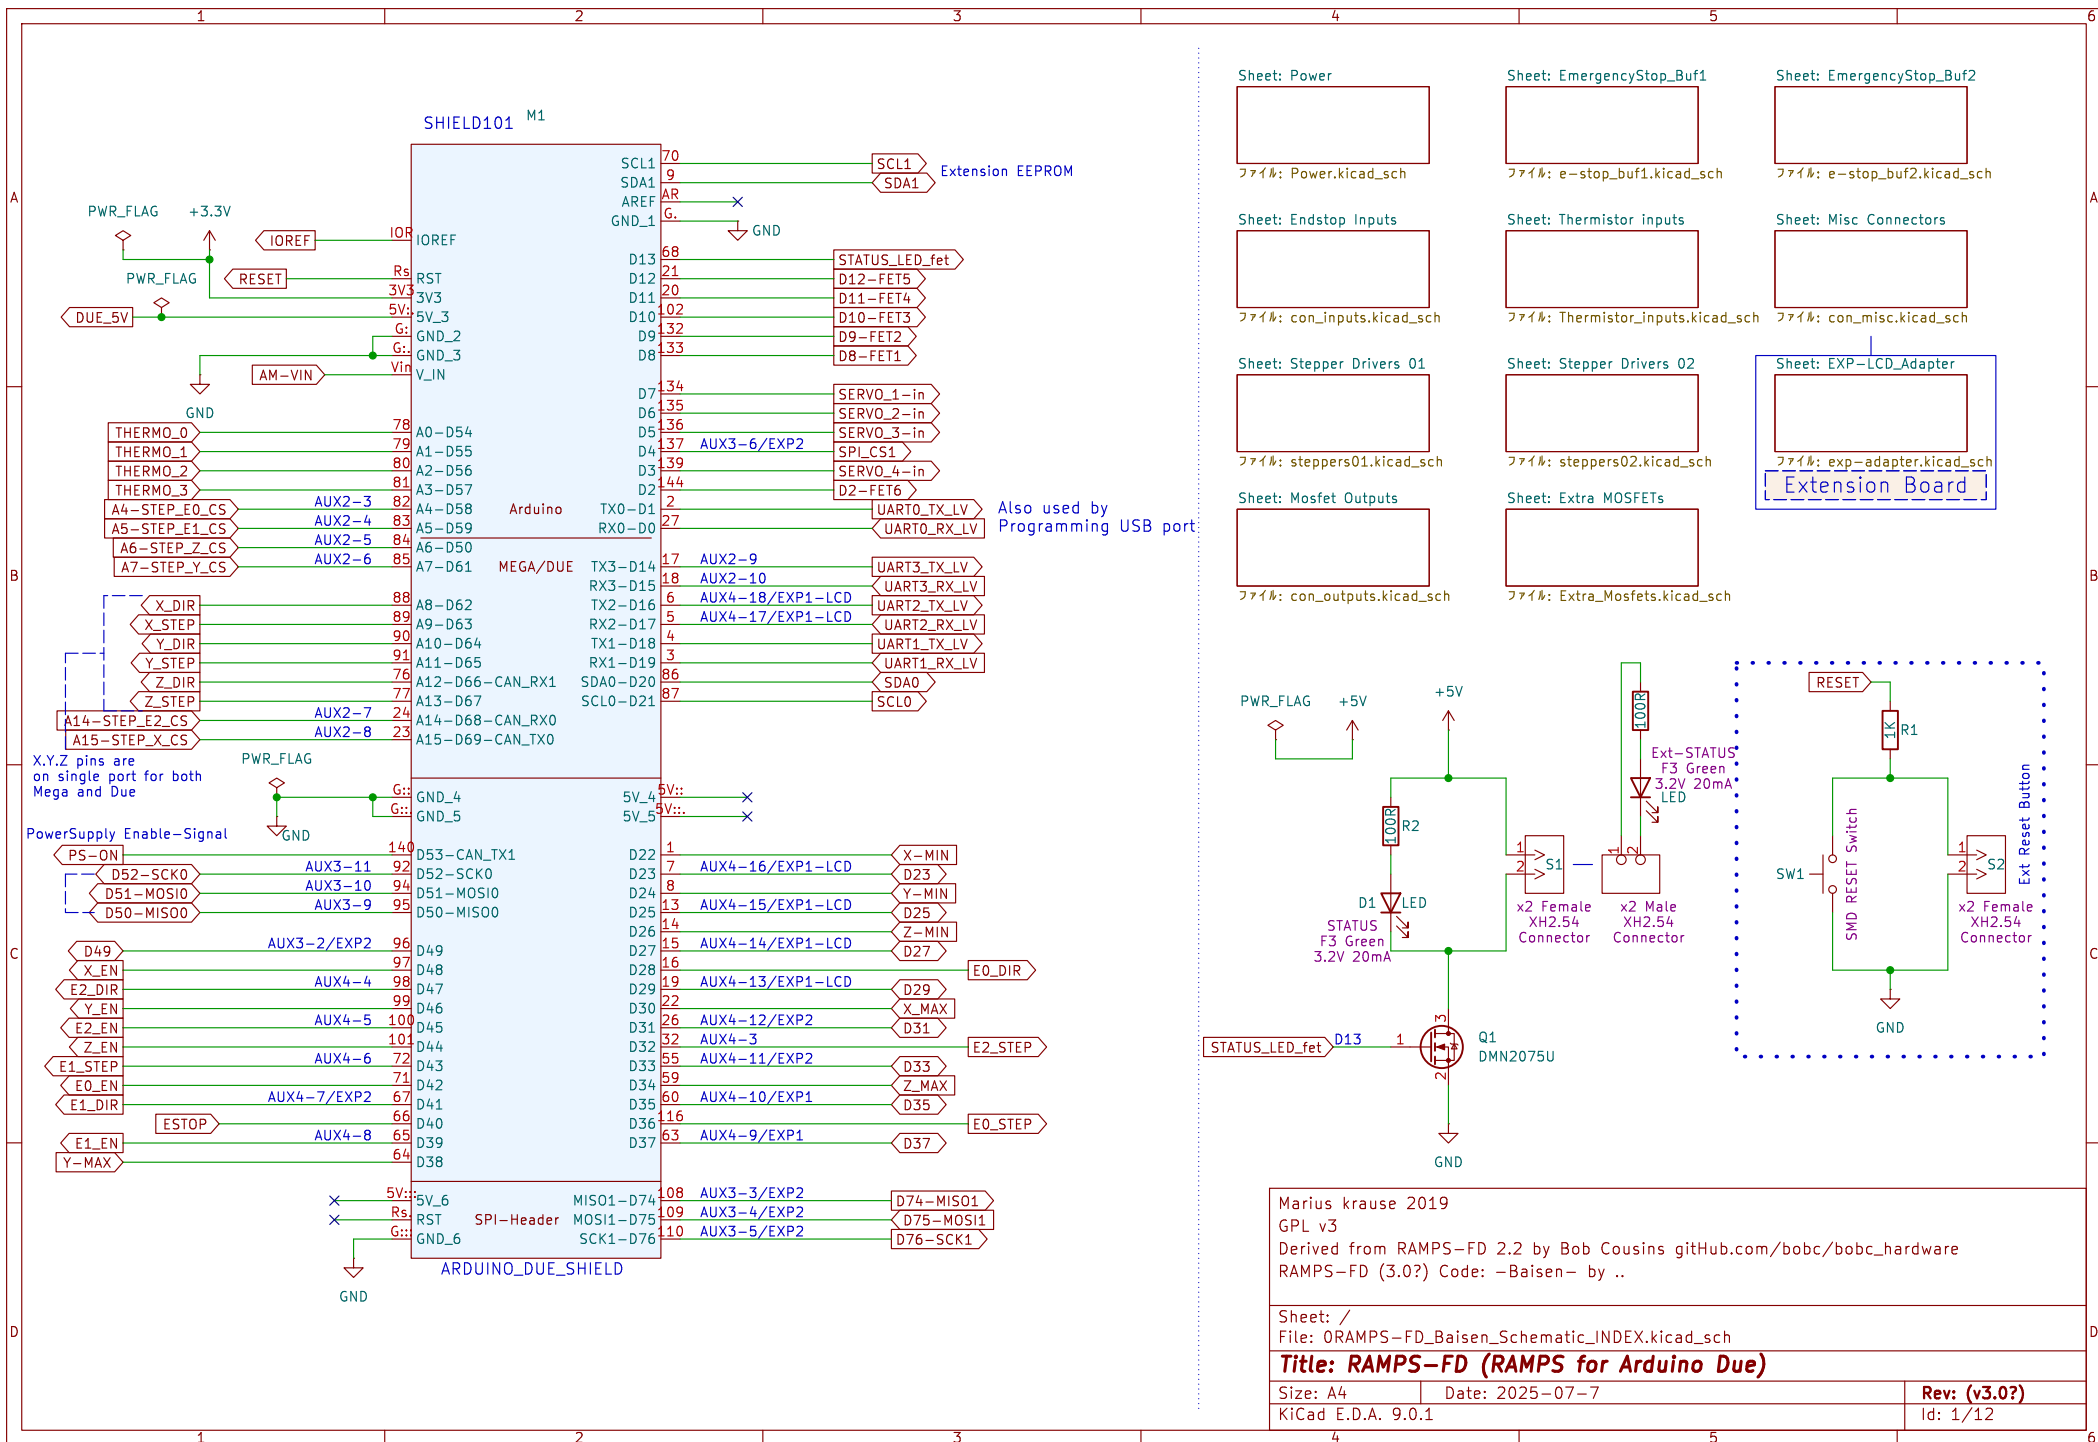 1 2 3 4 5 6
A
B
C
D
SHIELD101
M1
Arduino
MEGA/DUE
SPI-Header
ARDUINO_DUE_SHIELD
PWR_FLAG
+3.3V
IOREF IOR IOREF
PWR_FLAG
RESET Rs RST
3V3 3V3
DUE_5V 5V: 5V_3
G: GND_2
G:. GND_3
AM-VIN Vin V_IN
GND
THERMO_0 78 A0-D54
THERMO_1 79 A1-D55
THERMO_2 80 A2-D56
THERMO_3 81 A3-D57
A4-STEP_E0_CS AUX2-3 82 A4-D58
A5-STEP_E1_CS AUX2-4 83 A5-D59
A6-STEP_Z_CS AUX2-5 84 A6-D50
A7-STEP_Y_CS AUX2-6 85 A7-D61
X_DIR 88 A8-D62
X_STEP 89 A9-D63
Y_DIR 90 A10-D64
Y_STEP 91 A11-D65
Z_DIR 76 A12-D66-CAN_RX1
Z_STEP 77 A13-D67
A14-STEP_E2_CS AUX2-7 24 A14-D68-CAN_RX0
A15-STEP_X_CS AUX2-8 23 A15-D69-CAN_TX0
X.Y.Z pins are
on single port for both
Mega and Due
PWR_FLAG
G:: GND_4
G::. GND_5
GND
PowerSupply Enable-Signal
PS-ON 140 D53-CAN_TX1
D52-SCK0 AUX3-11 92 D52-SCK0
D51-MOSI0 AUX3-10 94 D51-MOSI0
D50-MISO0 AUX3-9 95 D50-MISO0
D49 AUX3-2/EXP2 96 D49
X_EN 97 D48
E2_DIR AUX4-4 98 D47
Y_EN 99 D46
E2_EN AUX4-5 100 D45
Z_EN 101 D44
E1_STEP AUX4-6 72 D43
E0_EN 71 D42
E1_DIR AUX4-7/EXP2 67 D41
ESTOP 66 D40
E1_EN AUX4-8 65 D39
Y-MAX 64 D38
5V::: 5V_6
Rs. RST
G::: GND_6
GND
SCL1 70 SCL1
SDA1 9 SDA1
Extension EEPROM
AREF AR
GND_1 G. GND
D13 68 STATUS_LED_fet
D12 21 D12-FET5
D11 20 D11-FET4
D10 102 D10-FET3
D9 132 D9-FET2
D8 133 D8-FET1
D7 134 SERVO_1-in
D6 135 SERVO_2-in
D5 136 SERVO_3-in
D4 137 AUX3-6/EXP2 SPI_CS1
D3 139 SERVO_4-in
D2 144 D2-FET6
TX0-D1 2 UART0_TX_LV
RX0-D0 27 UART0_RX_LV
Also used by
Programming USB port
TX3-D14 17 AUX2-9 UART3_TX_LV
RX3-D15 18 AUX2-10 UART3_RX_LV
TX2-D16 6 AUX4-18/EXP1-LCD UART2_TX_LV
RX2-D17 5 AUX4-17/EXP1-LCD UART2_RX_LV
TX1-D18 4 UART1_TX_LV
RX1-D19 3 UART1_RX_LV
SDA0-D20 86 SDA0
SCL0-D21 87 SCL0
5V_4 5V::
5V_5 5V::.
D22 1 X-MIN
D23 7 AUX4-16/EXP1-LCD D23
D24 8 Y-MIN
D25 13 AUX4-15/EXP1-LCD D25
D26 14 Z-MIN
D27 15 AUX4-14/EXP1-LCD D27
D28 16 E0_DIR
D29 19 AUX4-13/EXP1-LCD D29
D30 22 X_MAX
D31 26 AUX4-12/EXP2 D31
D32 32 AUX4-3 E2_STEP
D33 55 AUX4-11/EXP2 D33
D34 59 Z_MAX
D35 60 AUX4-10/EXP1 D35
D36 116 E0_STEP
D37 63 AUX4-9/EXP1 D37
MISO1-D74 108 AUX3-3/EXP2 D74-MISO1
MOSI1-D75 109 AUX3-4/EXP2 D75-MOSI1
SCK1-D76 110 AUX3-5/EXP2 D76-SCK1
Sheet: Power
ファイル: Power.kicad_sch
Sheet: EmergencyStop_Buf1
ファイル: e-stop_buf1.kicad_sch
Sheet: EmergencyStop_Buf2
ファイル: e-stop_buf2.kicad_sch
Sheet: Endstop Inputs
ファイル: con_inputs.kicad_sch
Sheet: Thermistor inputs
ファイル: Thermistor_inputs.kicad_sch
Sheet: Misc Connectors
ファイル: con_misc.kicad_sch
Sheet: Stepper Drivers 01
ファイル: steppers01.kicad_sch
Sheet: Stepper Drivers 02
ファイル: steppers02.kicad_sch
Sheet: EXP-LCD_Adapter
ファイル: exp-adapter.kicad_sch
Extension Board
Sheet: Mosfet Outputs
ファイル: con_outputs.kicad_sch
Sheet: Extra MOSFETs
ファイル: Extra_Mosfets.kicad_sch
PWR_FLAG
+5V
+5V
100R R2
D1 LED
STATUS
F3 Green
3.2V 20mA
1
2
S1
x2 Female
XH2.54
Connector
100R
Ext-STATUS
F3 Green
3.2V 20mA
LED
1 2
x2 Male
XH2.54
Connector
STATUS_LED_fet D13 1
3
2
Q1
DMN2075U
GND
RESET
1K R1
SW1
SMD RESET Switch
1
2
S2
x2 Female
XH2.54
Connector
Ext Reset Button
GND
Marius krause 2019
GPL v3
Derived from RAMPS-FD 2.2 by Bob Cousins gitHub.com/bobc/bobc_hardware
RAMPS-FD (3.0?) Code: -Baisen- by ..
Sheet: /
File: 0RAMPS-FD_Baisen_Schematic_INDEX.kicad_sch
Title: RAMPS-FD (RAMPS for Arduino Due)
Size: A4 Date: 2025-07-7 Rev: (v3.0?)
KiCad E.D.A. 9.0.1 Id: 1/12
A
B
C
D
1 2 3 4 5 6